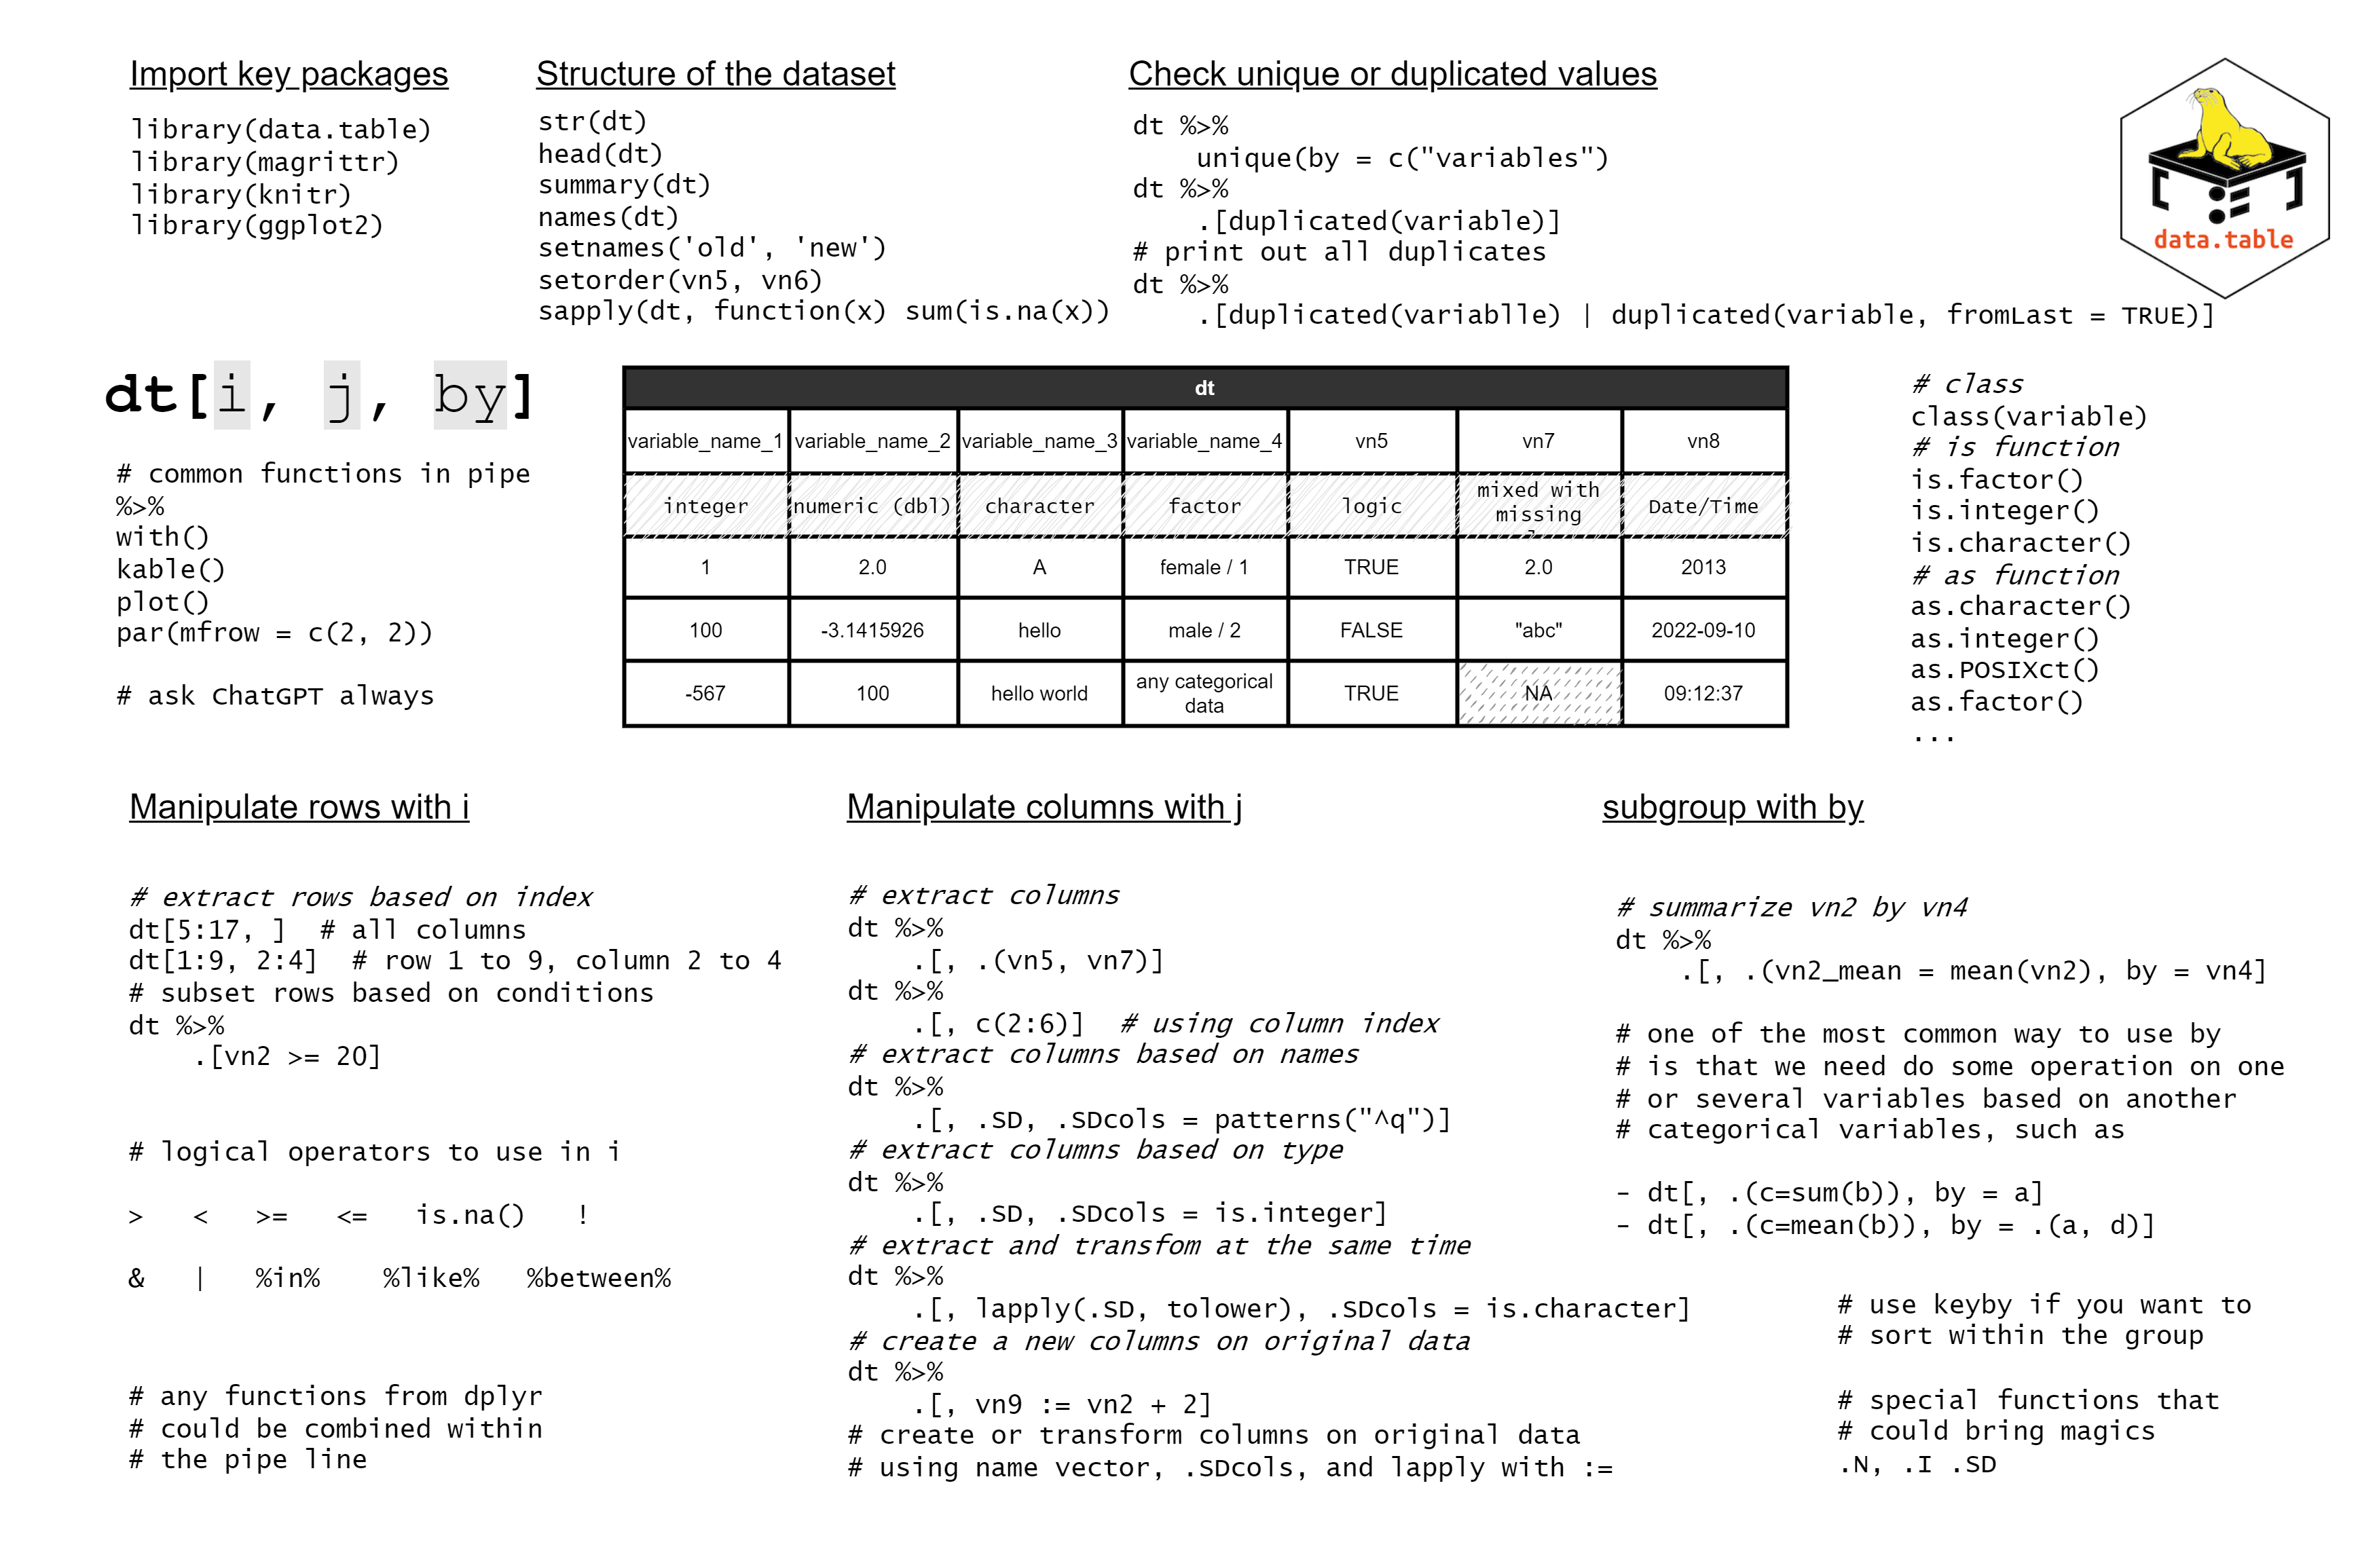 Import key packages
library(data.table)
library(magrittr)
library(knitr)
library(ggplot2)
Structure of the dataset
str(dt)
head(dt)
summary(dt)
names(dt)
setnames('old', 'new')
setorder(vn5, vn6)
sapply(dt, function(x) sum(is.na(x))
Check unique or duplicated values
dt %>%
    unique(by = c("variables")
dt %>%
    .[duplicated(variable)]
# print out all duplicates
dt %>%
    .[duplicated(variablle) | duplicated(variable, fromLast = TRUE)]
data.table
dt[i, j, by]
# common functions in pipe
%>%
with()
kable()
plot()
par(mfrow = c(2, 2))
# ask ChatGPT always
dt
variable_name_1 variable_name_2 variable_name_3 variable_name_4 vn5 vn7 vn8
integer numeric (dbl) character factor logic mixed with missing Date/Time
1 2.0 A female / 1 TRUE 2.0 2013
100 -3.1415926 hello male / 2 FALSE "abc" 2022-09-10
-567 100 hello world any categorical data TRUE NA 09:12:37
# class
class(variable)
# is function
is.factor()
is.integer()
is.character()
# as function
as.character()
as.integer()
as.POSIXct()
as.factor()
...
Manipulate rows with i
# extract rows based on index
dt[5:17, ]  # all columns
dt[1:9, 2:4]  # row 1 to 9, column 2 to 4
# subset rows based on conditions
dt %>%
    .[vn2 >= 20]
# logical operators to use in i
>   <   >=   <=   is.na()   !
&   |   %in%    %like%   %between%
# any functions from dplyr
# could be combined within
# the pipe line
Manipulate columns with j
# extract columns
dt %>%
    .[, .(vn5, vn7)]
dt %>%
    .[, c(2:6)]  # using column index
# extract columns based on names
dt %>%
    .[, .SD, .SDcols = patterns("^q")]
# extract columns based on type
dt %>%
    .[, .SD, .SDcols = is.integer]
# extract and transfom at the same time
dt %>%
    .[, lapply(.SD, tolower), .SDcols = is.character]
# create a new columns on original data
dt %>%
    .[, vn9 := vn2 + 2]
# create or transform columns on original data
# using name vector, .SDcols, and lapply with :=
subgroup with by
# summarize vn2 by vn4
dt %>%
    .[, .(vn2_mean = mean(vn2), by = vn4]
# one of the most common way to use by
# is that we need do some operation on one
# or several variables based on another
# categorical variables, such as
- dt[, .(c=sum(b)), by = a]
- dt[, .(c=mean(b)), by = .(a, d)]
# use keyby if you want to
# sort within the group
# special functions that
# could bring magics
.N, .I .SD